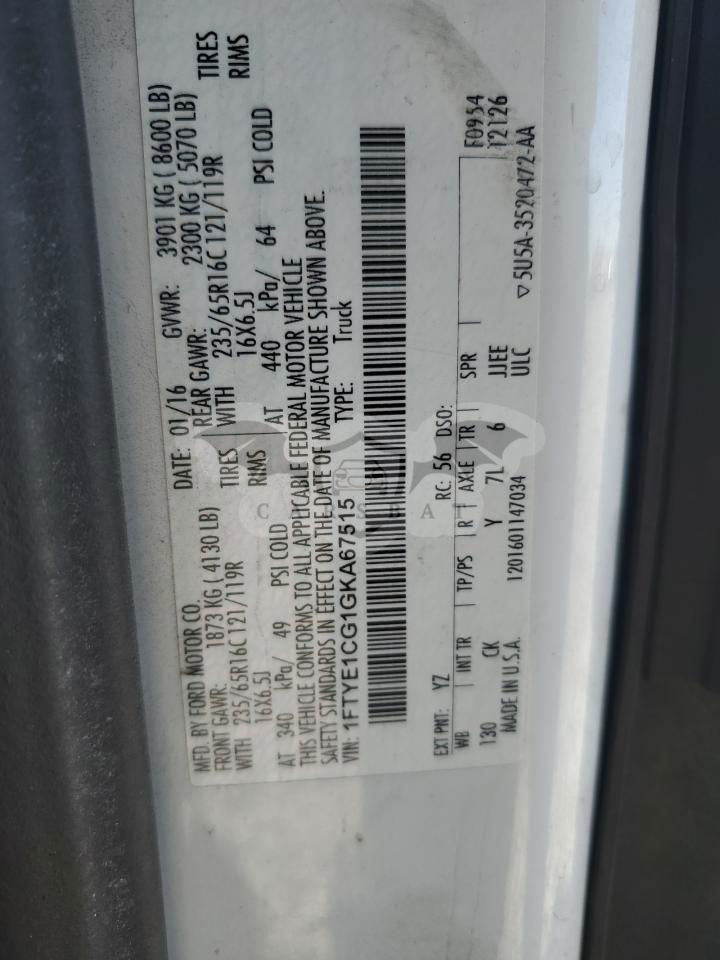 MFD. BY FORD MOTOR CO.
DATE: 01/16 GVWR: 3901 KG ( 8600 LB)
FRONT GAWR: 1873 KG ( 4130 LB) REAR GAWR: 2300 KG ( 5070 LB)
WITH 235/65R16C 121/119R TIRES WITH 235/65R16C 121/119R TIRES
16X6.5J RIMS 16X6.5J RIMS
AT 340 kPa/ 49 PSI COLD AT 440 kPa/ 64 PSI COLD
THIS VEHICLE CONFORMS TO ALL APPLICABLE FEDERAL MOTOR VEHICLE
SAFETY STANDARDS IN EFFECT ON THE DATE OF MANUFACTURE SHOWN ABOVE.
VIN: 1FTYE1CG1GKA67515 TYPE: Truck
CARSBAT
EXT PNT: YZ RC: 56 DSO: F0954
WB INT TR TP/PS R AXLE TR SPR T2126
130 CK Y 7L 6 JJEE
MADE IN U.S.A. 1201601147034 ULC ▽ 5U5A-3520472-AA